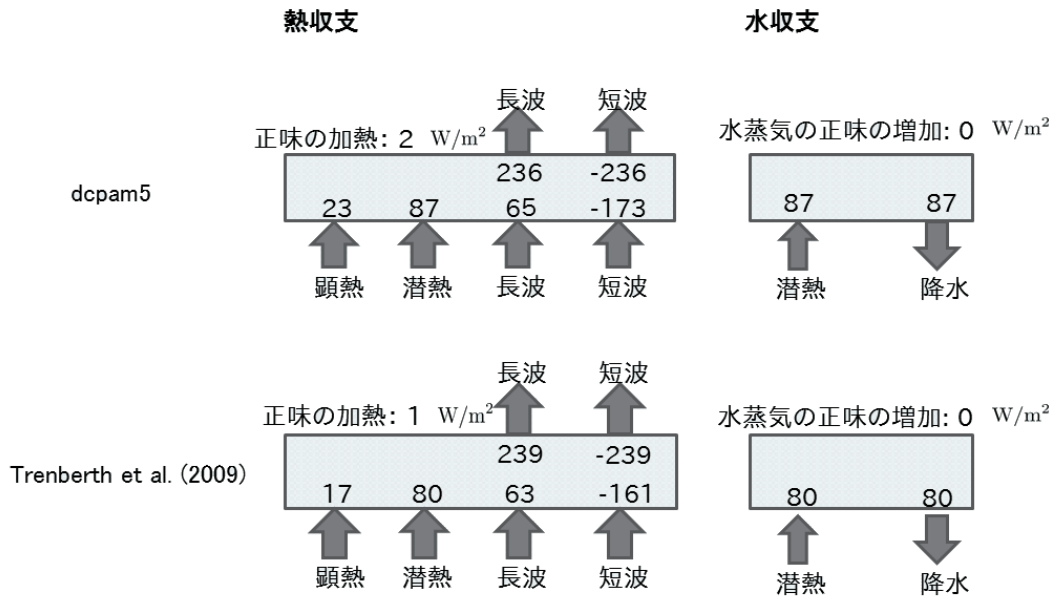 熱収支 水収支
長波 短波
正味の加熱: 2 W/m²
水蒸気の正味の増加: 0 W/m²
dcpam5
236 -236
23 87 65 -173
87 87
顕熱 潜熱 長波 短波
潜熱 降水
長波 短波
正味の加熱: 1 W/m²
水蒸気の正味の増加: 0 W/m²
Trenberth et al. (2009)
239 -239
17 80 63 -161
80 80
顕熱 潜熱 長波 短波
潜熱 降水